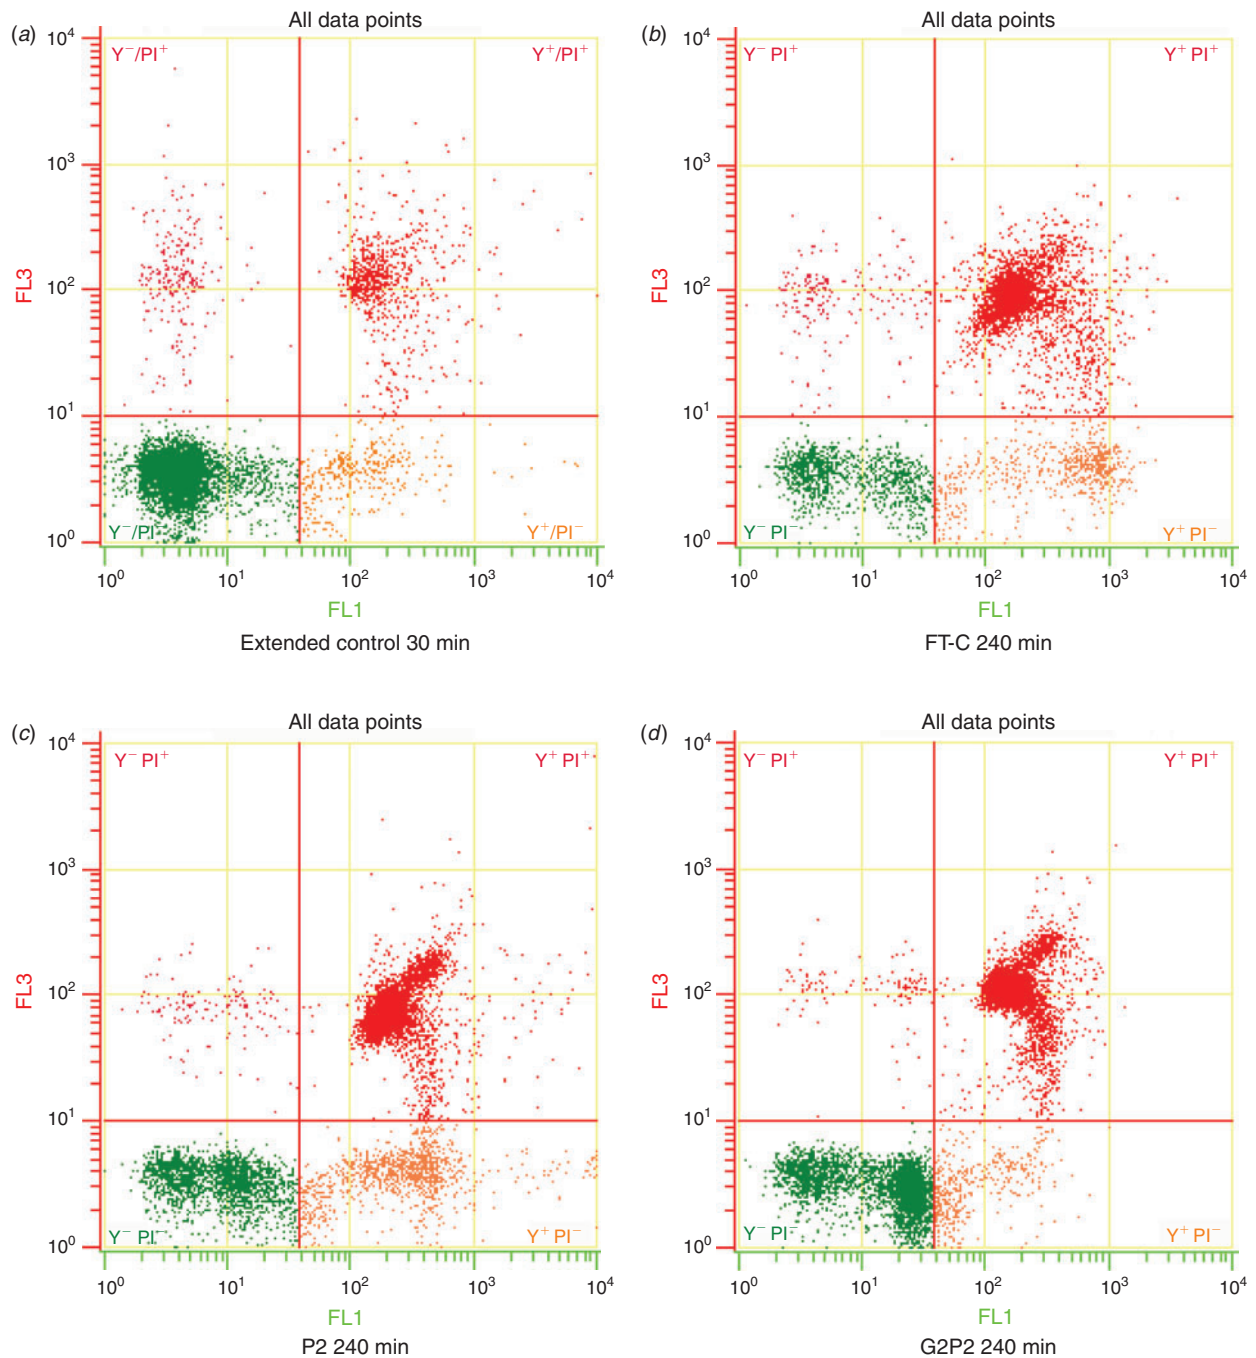 (a)
All data points
10⁴
Y⁻/PI⁺
Y⁺/PI⁺
10³
FL3
10²
10¹
Y⁻/PI⁻
Y⁺/PI⁻
10⁰
10⁰ 10¹ 10² 10³ 10⁴
FL1
Extended control 30 min
(b)
All data points
10⁴
Y⁻ PI⁺
Y⁺ PI⁺
10³
FL3
10²
10¹
Y⁻ PI⁻
Y⁺ PI⁻
10⁰
10⁰ 10¹ 10² 10³ 10⁴
FL1
FT-C 240 min
(c)
All data points
10⁴
Y⁻ PI⁺
Y⁺ PI⁺
10³
FL3
10²
10¹
Y⁻ PI⁻
Y⁺ PI⁻
10⁰
10⁰ 10¹ 10² 10³ 10⁴
FL1
P2 240 min
(d)
All data points
10⁴
Y⁻ PI⁺
Y⁺ PI⁺
10³
FL3
10²
10¹
Y⁻ PI⁻
Y⁺ PI⁻
10⁰
10⁰ 10¹ 10² 10³ 10⁴
FL1
G2P2 240 min